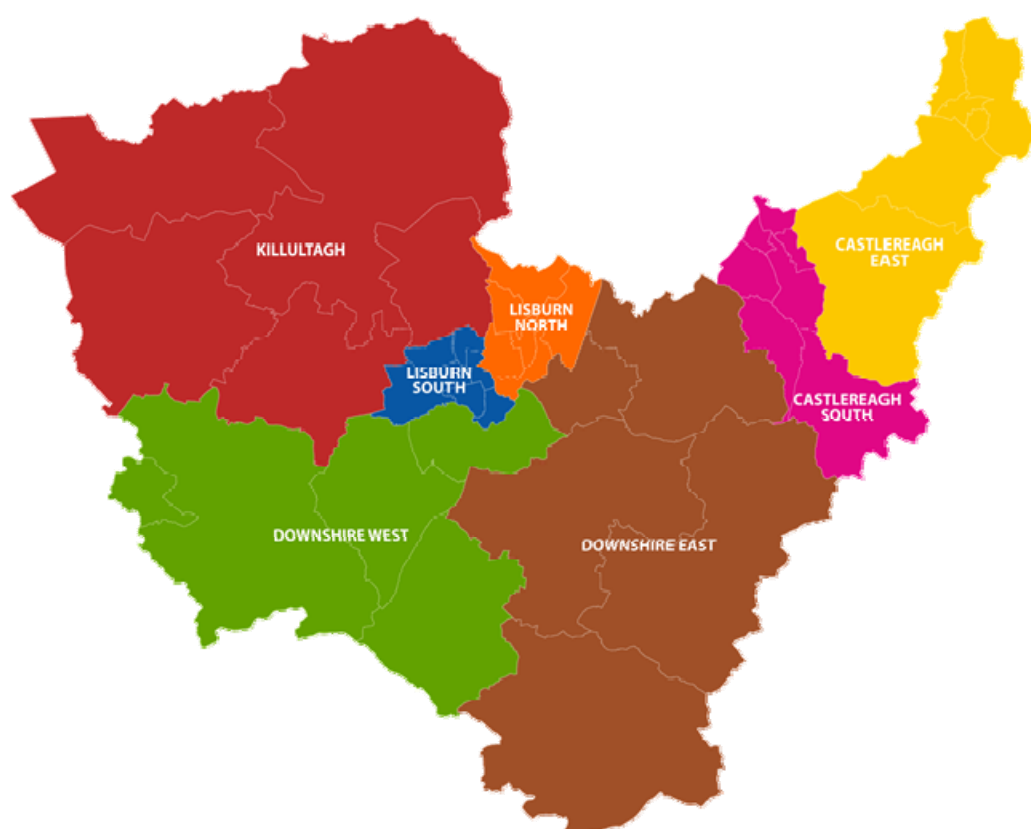 KILLULTAGH
CASTLEREAGH
EAST
LISBURN
NORTH
LISBURN
SOUTH
CASTLEREAGH
SOUTH
DOWNSHIRE WEST
DOWNSHIRE EAST